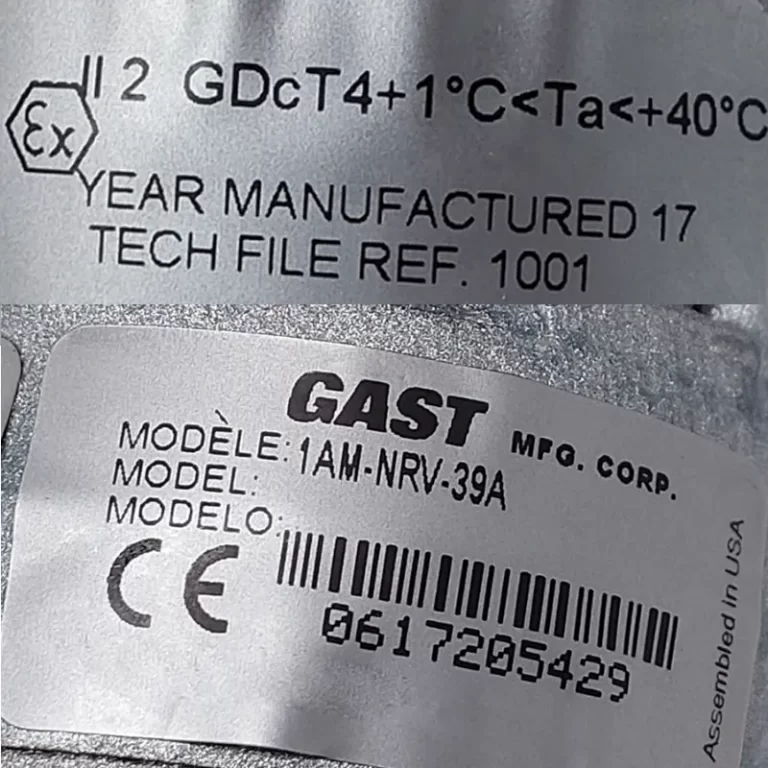 II 2 GDcT4+1°C<Ta<+40°C
Ex
YEAR MANUFACTURED 17
TECH FILE REF. 1001
GAST MFG. CORP.
MODÈLE: 1AM-NRV-39A
MODEL:
MODELO:
CE
0617205429
Assembled in USA